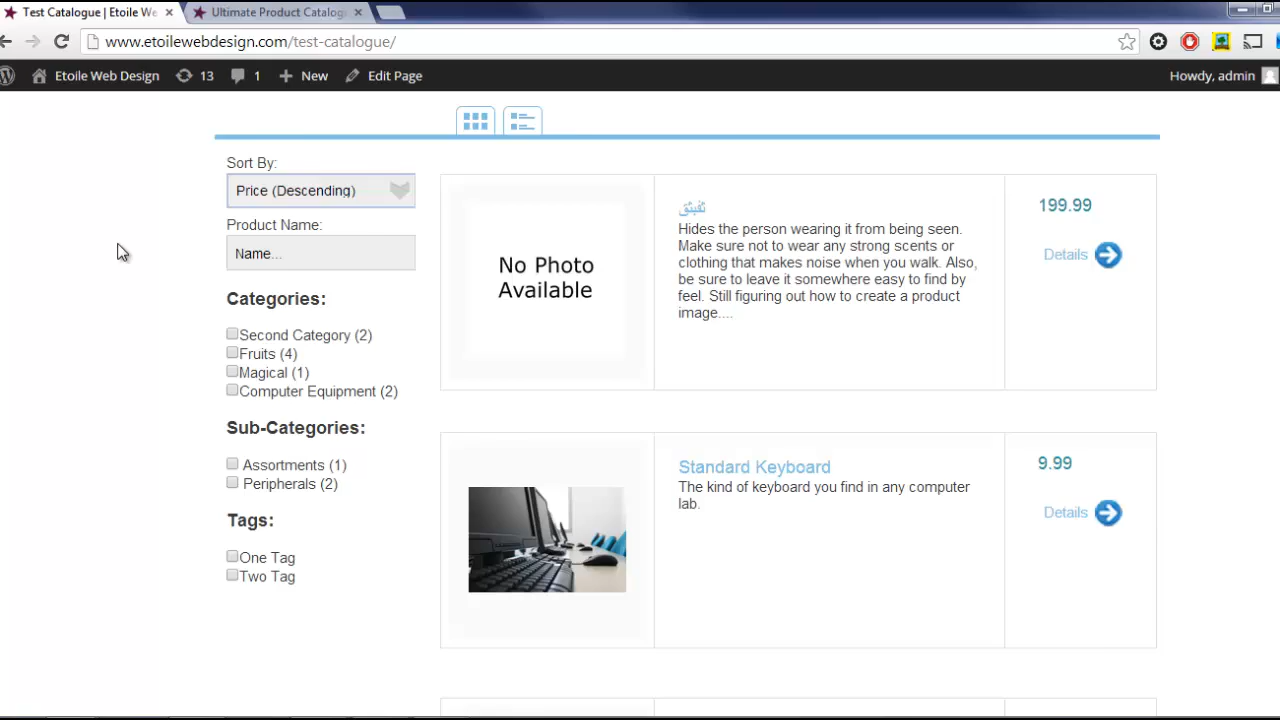 Test Catalogue | Etoile We
Ultimate Product Catalog
www.etoilewebdesign.com/test-catalogue/
Etoile Web Design
13
1
New
Edit Page
Howdy, admin
Sort By:
Price (Descending)
Product Name:
Name...
Categories:
Second Category (2)
Fruits (4)
Magical (1)
Computer Equipment (2)
Sub-Categories:
Assortments (1)
Peripherals (2)
Tags:
One Tag
Two Tag
No Photo
Available
Hides the person wearing it from being seen.
Make sure not to wear any strong scents or
clothing that makes noise when you walk. Also,
be sure to leave it somewhere easy to find by
feel. Still figuring out how to create a product
image....
199.99
Details
Standard Keyboard
The kind of keyboard you find in any computer
lab.
9.99
Details